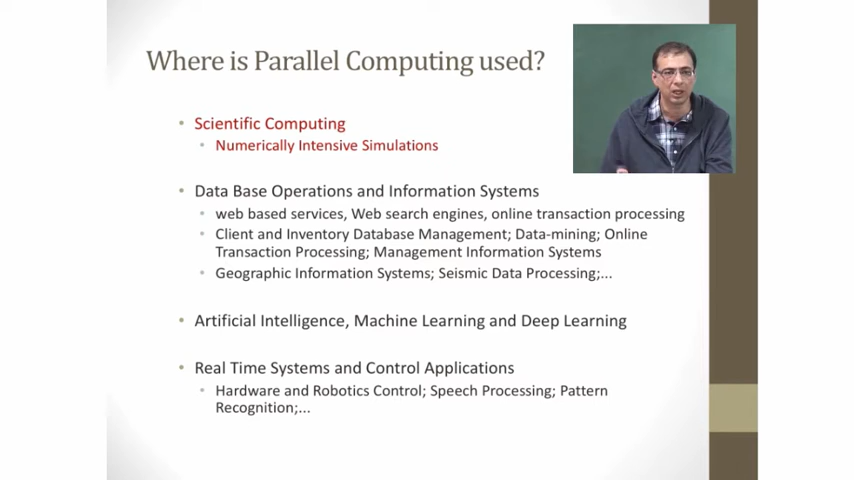 Where is Parallel Computing used?
• Scientific Computing
• Numerically Intensive Simulations
• Data Base Operations and Information Systems
• web based services, Web search engines, online transaction processing
• Client and Inventory Database Management; Data-mining; Online
Transaction Processing; Management Information Systems
• Geographic Information Systems; Seismic Data Processing;...
• Artificial Intelligence, Machine Learning and Deep Learning
• Real Time Systems and Control Applications
• Hardware and Robotics Control; Speech Processing; Pattern
Recognition;...